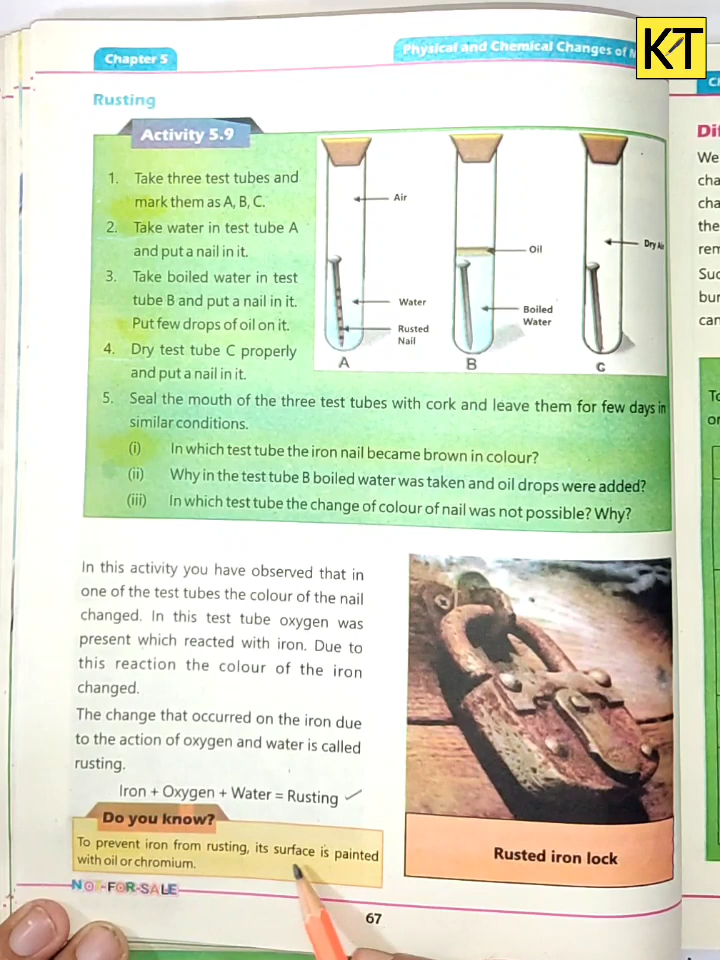 KT
Chapter 5
Physical and Chemical Changes of
Rusting
Activity 5.9
1. Take three test tubes and
mark them as A, B, C.
2. Take water in test tube A
and put a nail in it.
3. Take boiled water in test
tube B and put a nail in it.
Put few drops of oil on it.
4. Dry test tube C properly
and put a nail in it.
Air
Water
Rusted
Nail
A
Oil
Boiled
Water
B
Dry Air
C
5. Seal the mouth of the three test tubes with cork and leave them for few days in
similar conditions.
(i) In which test tube the iron nail became brown in colour?
(ii) Why in the test tube B boiled water was taken and oil drops were added?
(iii) In which test tube the change of colour of nail was not possible? Why?
In this activity you have observed that in
one of the test tubes the colour of the nail
changed. In this test tube oxygen was
present which reacted with iron. Due to
this reaction the colour of the iron
changed.
The change that occurred on the iron due
to the action of oxygen and water is called
rusting.
Iron + Oxygen + Water = Rusting
Do you know?
To prevent iron from rusting, its surface is painted
with oil or chromium.
Rusted iron lock
NOT-FOR-SALE
67
We
the